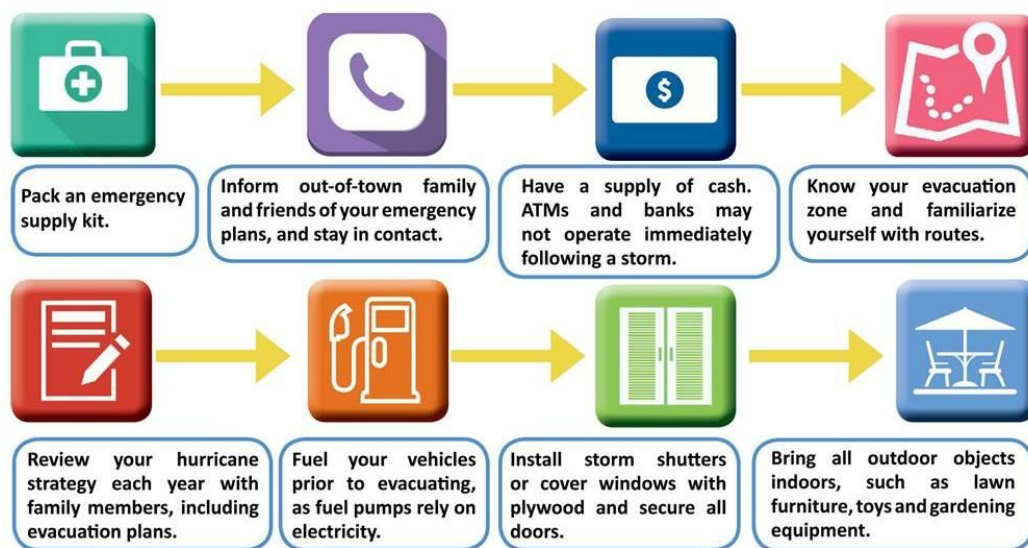 $
Pack an emergency
supply kit.
Inform out-of-town family
and friends of your emergency
plans, and stay in contact.
Have a supply of cash.
ATMs and banks may
not operate immediately
following a storm.
Know your evacuation
zone and familiarize
yourself with routes.
Review your hurricane
strategy each year with
family members, including
evacuation plans.
Fuel your vehicles
prior to evacuating,
as fuel pumps rely on
electricity.
Install storm shutters
or cover windows with
plywood and secure all
doors.
Bring all outdoor objects
indoors, such as lawn
furniture, toys and gardening
equipment.